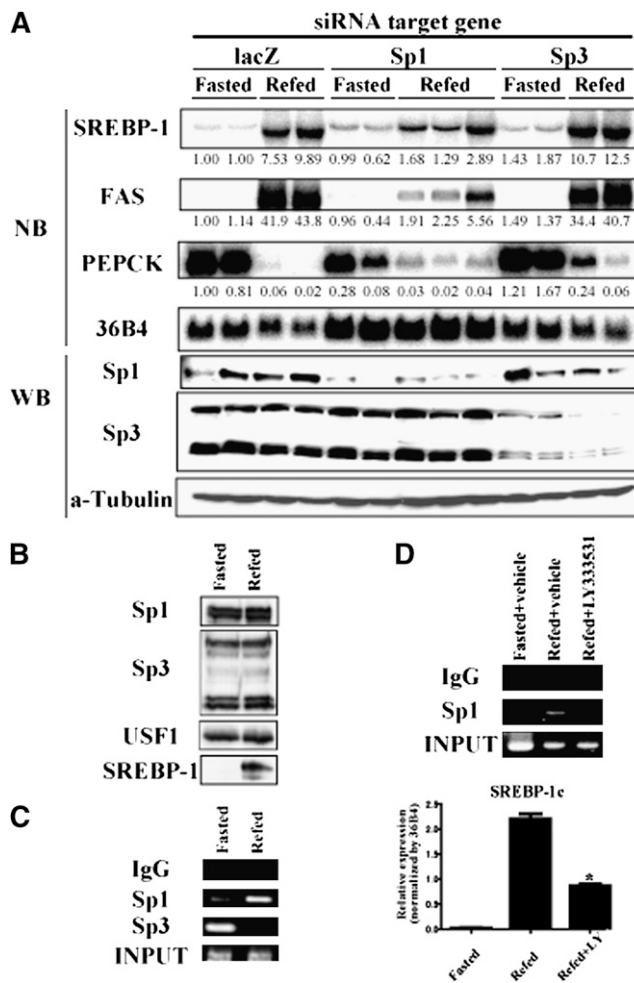 A
siRNA target gene
lacZ Sp1 Sp3
Fasted Refed Fasted Refed Fasted Refed
NB
SREBP-1
1.00 1.00 7.53 9.89 0.99 0.62 1.68 1.29 2.89 1.43 1.87 10.7 12.5
FAS
1.00 1.14 41.9 43.8 0.96 0.44 1.91 2.25 5.56 1.49 1.37 34.4 40.7
PEPCK
1.00 0.81 0.06 0.02 0.28 0.08 0.03 0.02 0.04 1.21 1.67 0.24 0.06
36B4
WB
Sp1
Sp3
a-Tubulin
B
Fasted Refed
Sp1
Sp3
USF1
SREBP-1
C
Fasted Refed
IgG
Sp1
Sp3
INPUT
D
Fasted+vehicle Refed+vehicle Refed+LY333531
IgG
Sp1
INPUT
SREBP-1c
Relative expression
(normalized by 36B4)
2.5
2.0
1.5
1.0
0.5
0.0
*
Fasted Refed Refed+LY